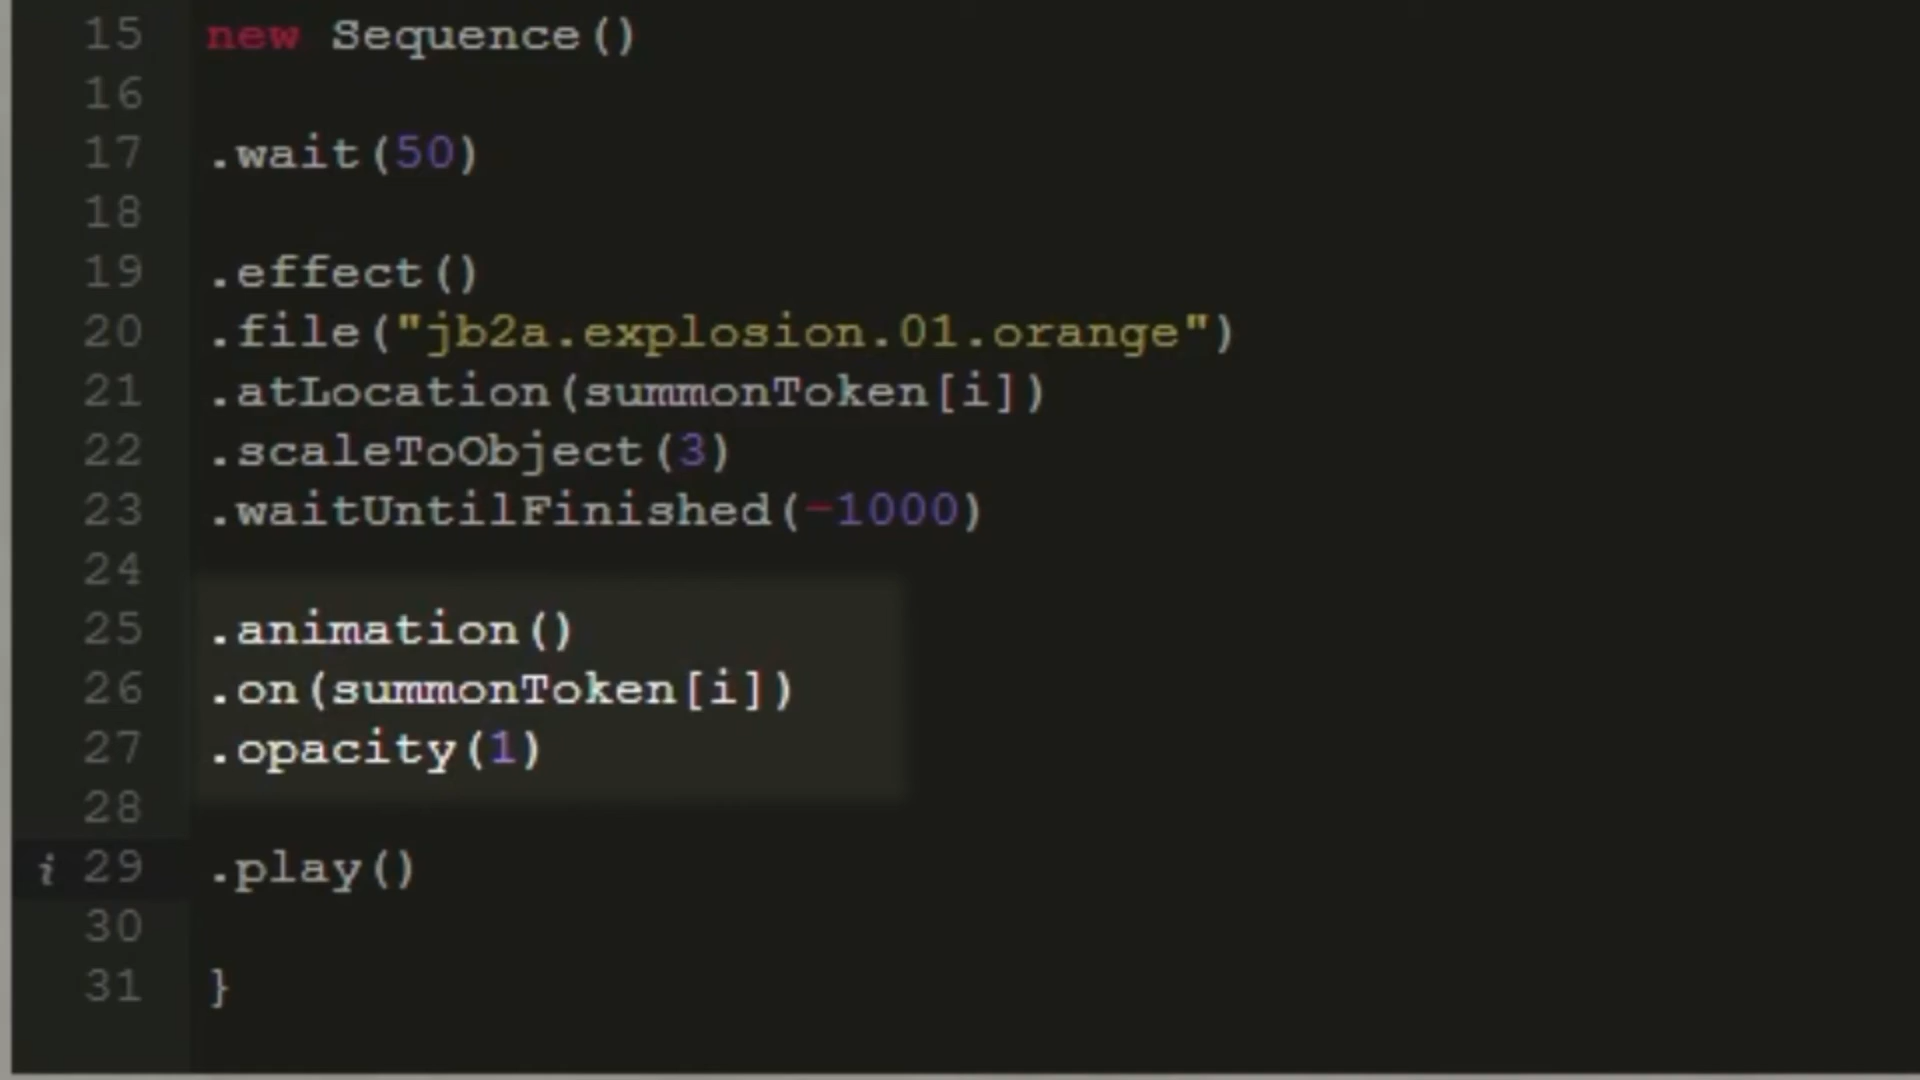 15 new Sequence()
16
17 .wait(50)
18
19 .effect()
20 .file("jb2a.explosion.01.orange")
21 .atLocation(summonToken[i])
22 .scaleToObject(3)
23 .waitUntilFinished(-1000)
24
25 .animation()
26 .on(summonToken[i])
27 .opacity(1)
28
i 29 .play()
30
31 }